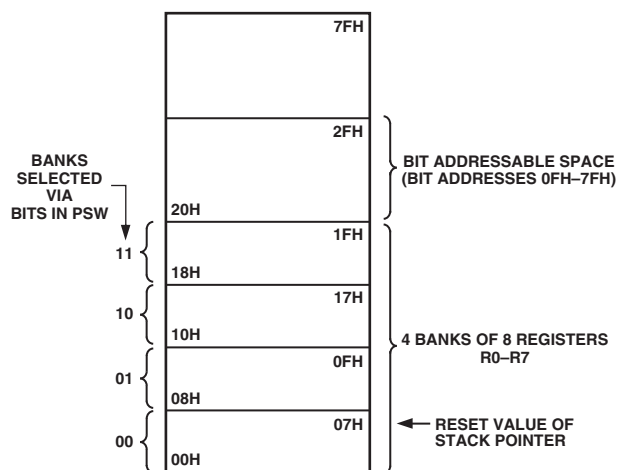 7FH
2FH
BANKS
SELECTED
VIA
BITS IN PSW
BIT ADDRESSABLE SPACE
(BIT ADDRESSES 0FH–7FH)
20H
11
1FH
18H
10
17H
10H
4 BANKS OF 8 REGISTERS
R0–R7
01
0FH
08H
00
07H
00H
RESET VALUE OF
STACK POINTER